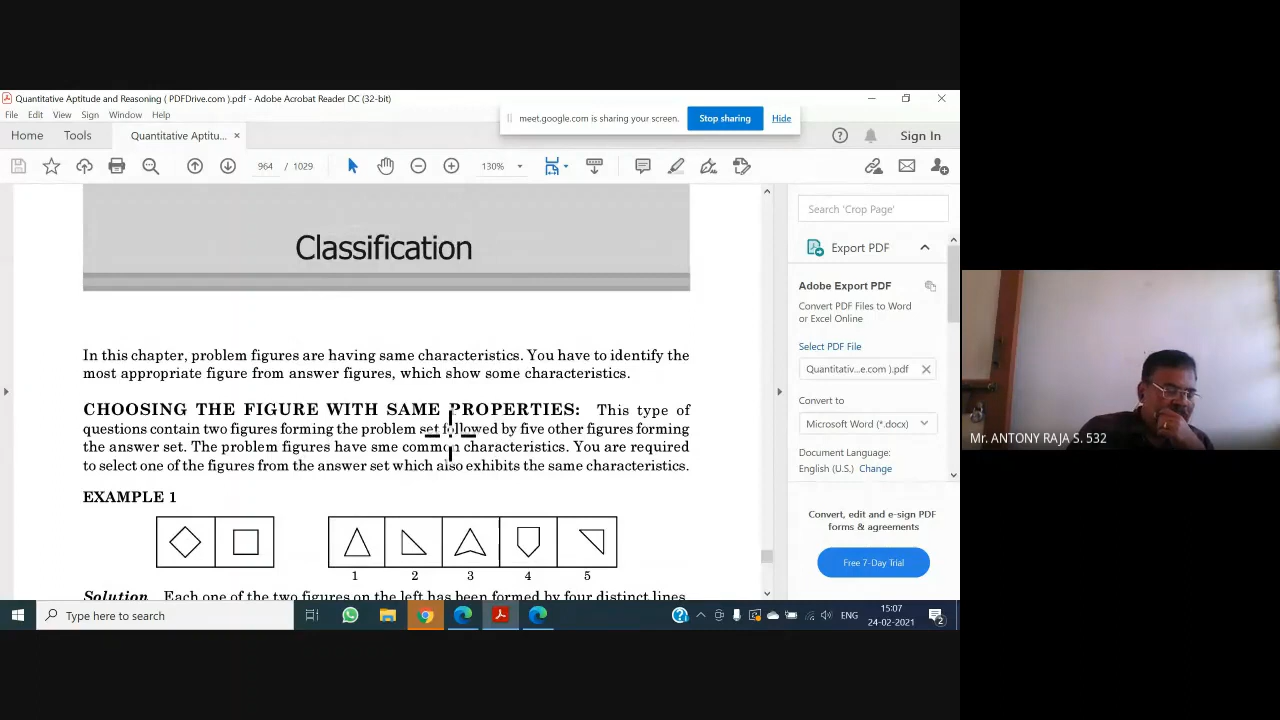 Quantitative Aptitude and Reasoning ( PDFDrive.com ).pdf - Adobe Acrobat Reader DC (32-bit)
File Edit View Sign Window Help
meet.google.com is sharing your screen. Stop sharing Hide
Home Tools Quantitative Aptitu... × Sign In
964 / 1029 130%
Classification
In this chapter, problem figures are having same characteristics. You have to identify the
most appropriate figure from answer figures, which show some characteristics.
CHOOSING THE FIGURE WITH SAME PROPERTIES: This type of
questions contain two figures forming the problem set followed by five other figures forming
the answer set. The problem figures have sme common characteristics. You are required
to select one of the figures from the answer set which also exhibits the same characteristics.
EXAMPLE 1
1 2 3 4 5
Solution Each one of the two figures on the left has been formed by four distinct lines
Search 'Crop Page'
Export PDF
Adobe Export PDF
Convert PDF Files to Word
or Excel Online
Select PDF File
Quantitativ...e.com ).pdf
Convert to
Microsoft Word (*.docx)
Document Language:
English (U.S.) Change
Convert, edit and e-sign PDF
forms & agreements
Free 7-Day Trial
Type here to search
ENG
15:07
24-02-2021
2
Mr. ANTONY RAJA S. 532